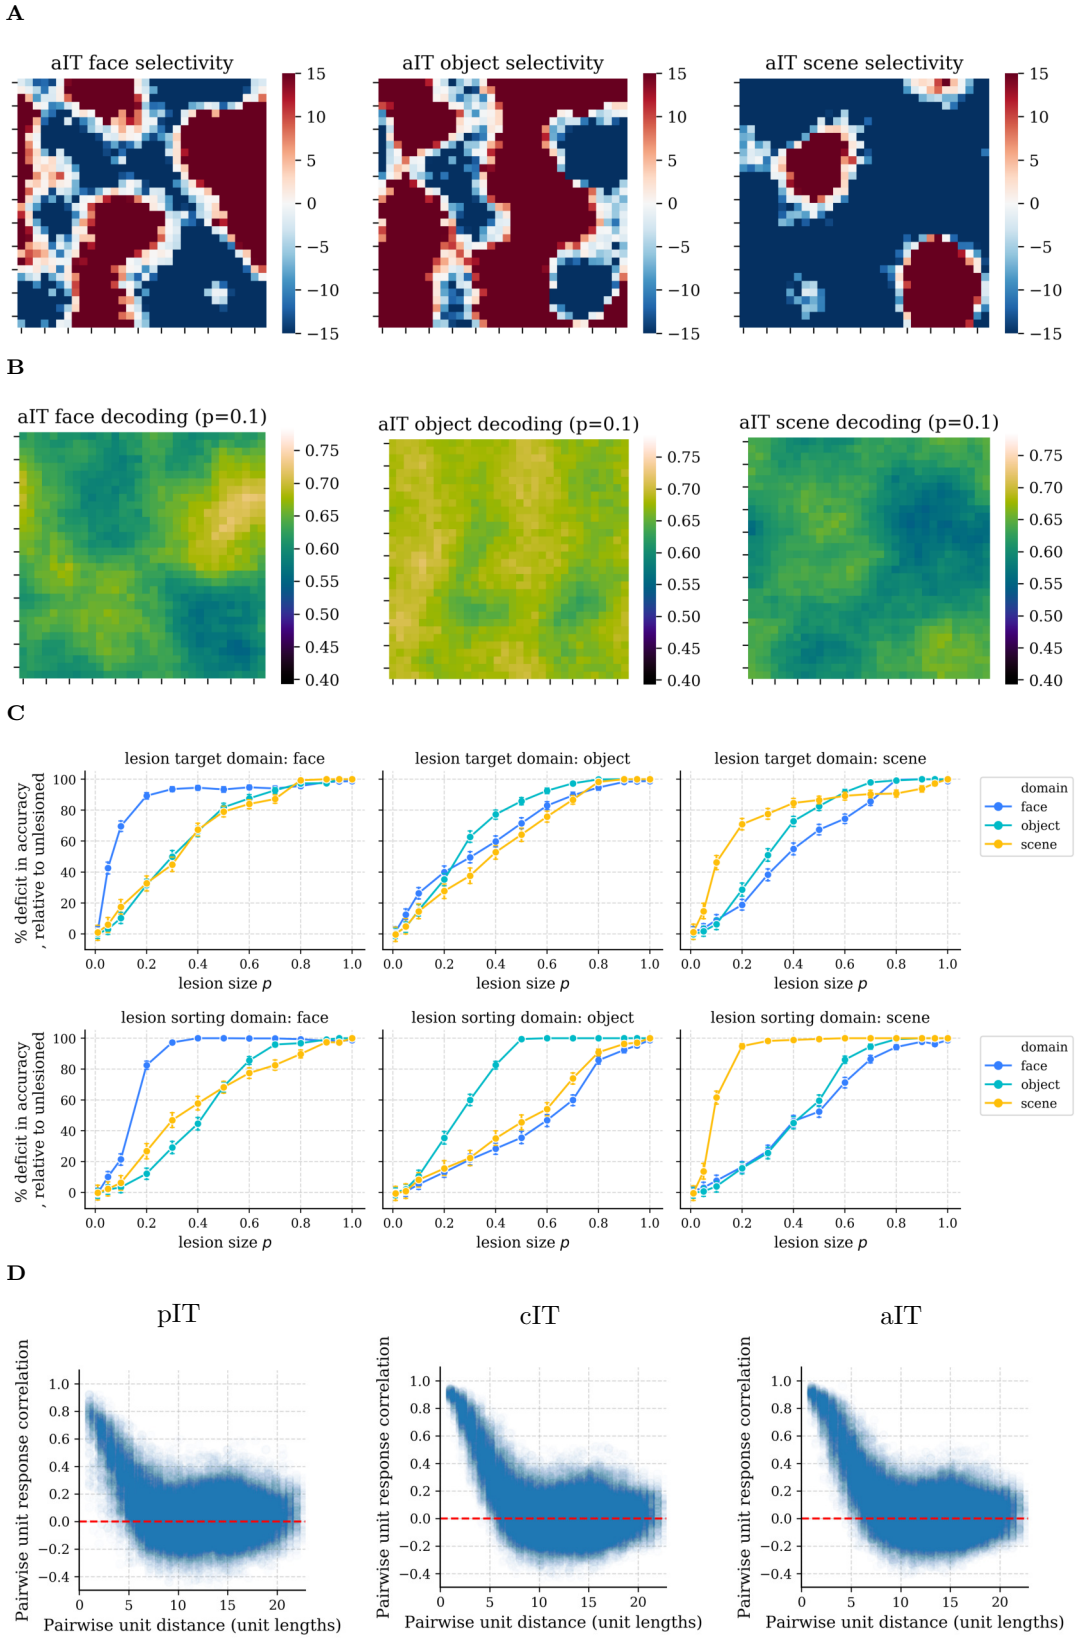 A
aIT face selectivity
aIT object selectivity
aIT scene selectivity
15
10
5
0
−5
−10
−15
15
10
5
0
−5
−10
−15
15
10
5
0
−5
−10
−15
B
aIT face decoding (p=0.1)
aIT object decoding (p=0.1)
aIT scene decoding (p=0.1)
0.75
0.70
0.65
0.60
0.55
0.50
0.45
0.40
0.75
0.70
0.65
0.60
0.55
0.50
0.45
0.40
0.75
0.70
0.65
0.60
0.55
0.50
0.45
0.40
C
lesion target domain: face
lesion target domain: object
lesion target domain: scene
% deficit in accuracy
, relative to unlesioned
100
80
60
40
20
0
0.0 0.2 0.4 0.6 0.8 1.0
0.0 0.2 0.4 0.6 0.8 1.0
0.0 0.2 0.4 0.6 0.8 1.0
lesion size p
lesion size p
lesion size p
domain
face
object
scene
lesion sorting domain: face
lesion sorting domain: object
lesion sorting domain: scene
% deficit in accuracy
, relative to unlesioned
100
80
60
40
20
0
0.0 0.2 0.4 0.6 0.8 1.0
0.0 0.2 0.4 0.6 0.8 1.0
0.0 0.2 0.4 0.6 0.8 1.0
lesion size p
lesion size p
lesion size p
domain
face
object
scene
D
pIT
cIT
aIT
Pairwise unit response correlation
1.0
0.8
0.6
0.4
0.2
0.0
−0.2
−0.4
0 5 10 15 20
Pairwise unit distance (unit lengths)
Pairwise unit response correlation
1.0
0.8
0.6
0.4
0.2
0.0
−0.2
−0.4
0 5 10 15 20
Pairwise unit distance (unit lengths)
Pairwise unit response correlation
1.0
0.8
0.6
0.4
0.2
0.0
−0.2
−0.4
0 5 10 15 20
Pairwise unit distance (unit lengths)